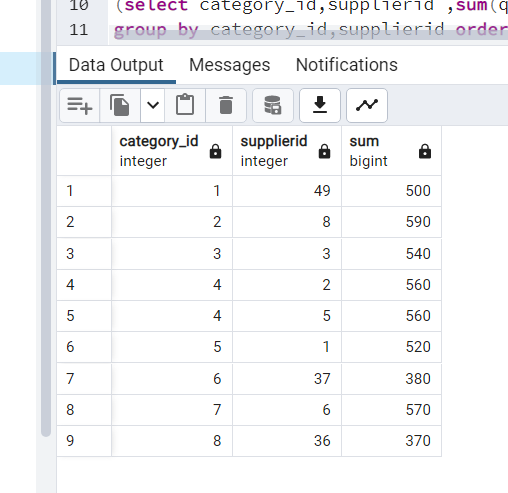 10 (select category_id,supplierid ,sum(q
11 group by category_id,supplierid order
Data Output Messages Notifications
category_id supplierid sum
integer integer bigint
1 1 49 500
2 2 8 590
3 3 3 540
4 4 2 560
5 4 5 560
6 5 1 520
7 6 37 380
8 7 6 570
9 8 36 370